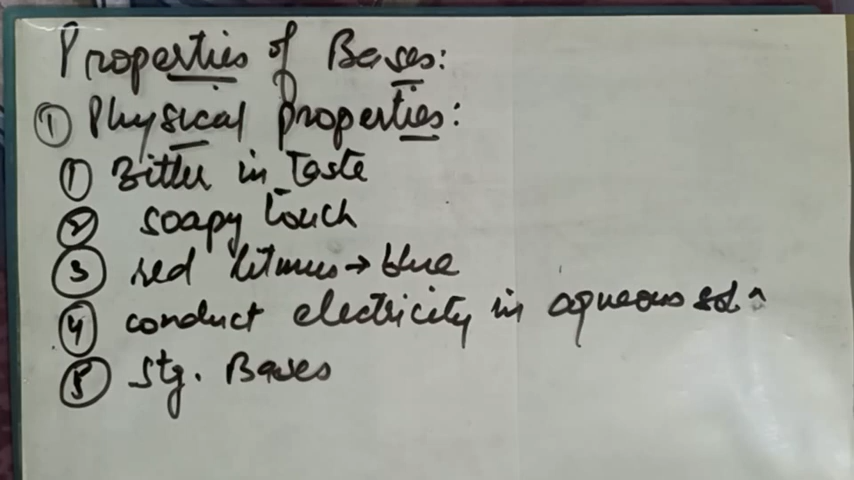 Properties of Bases:
① Physical properties:
① Bitter in Taste
② soapy touch
③ red litmus → blue
④ conduct electricity in aqueous sol^n
⑤ Stg. Bases